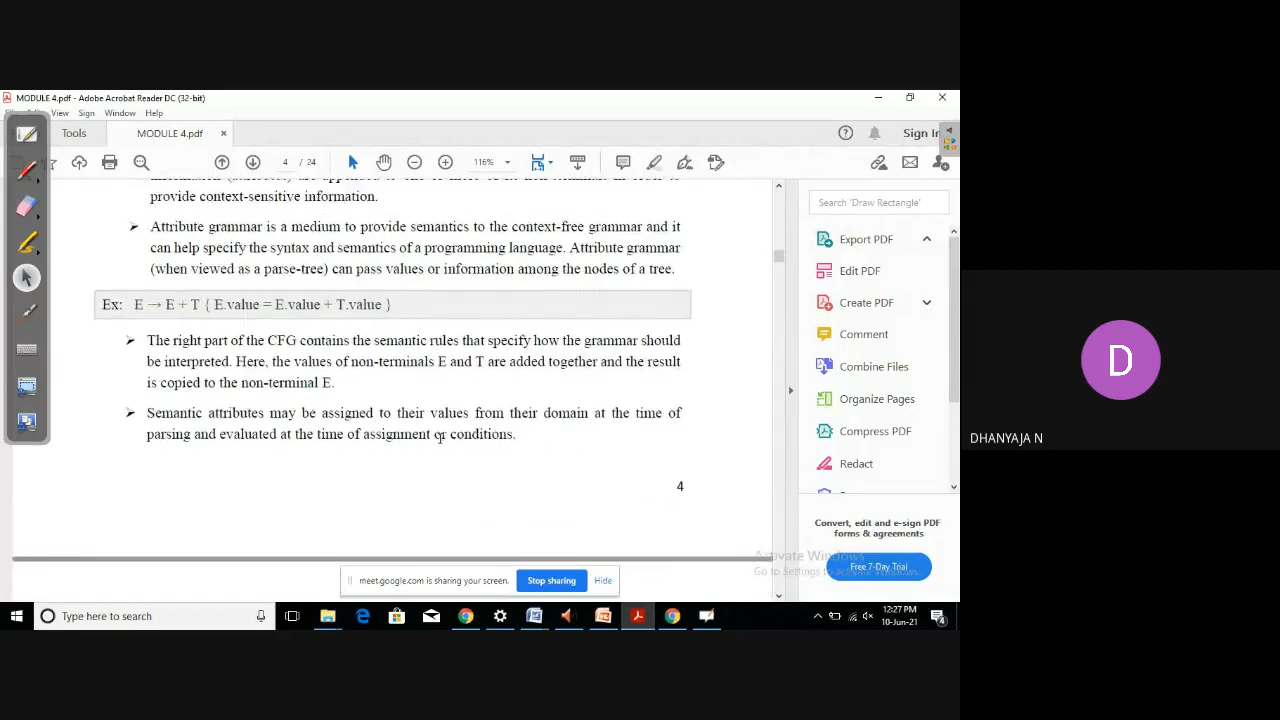 MODULE 4.pdf - Adobe Acrobat Reader DC (32-bit)
View Sign Window Help
Tools MODULE 4.pdf × Sign In
4 / 24 116%
provide context-sensitive information.
Attribute grammar is a medium to provide semantics to the context-free grammar and it
can help specify the syntax and semantics of a programming language. Attribute grammar
(when viewed as a parse-tree) can pass values or information among the nodes of a tree.
Ex: E → E + T { E.value = E.value + T.value }
The right part of the CFG contains the semantic rules that specify how the grammar should
be interpreted. Here, the values of non-terminals E and T are added together and the result
is copied to the non-terminal E.
Semantic attributes may be assigned to their values from their domain at the time of
parsing and evaluated at the time of assignment or conditions.
4
Search 'Draw Rectangle'
Export PDF
Edit PDF
Create PDF
Comment
Combine Files
Organize Pages
Compress PDF
Redact
Convert, edit and e-sign PDF
forms & agreements
Free 7-Day Trial
Activate Windows
Go to Settings to activate Windows.
meet.google.com is sharing your screen. Stop sharing Hide
Type here to search
12:27 PM
10-Jun-21
4
D
DHANYAJA N